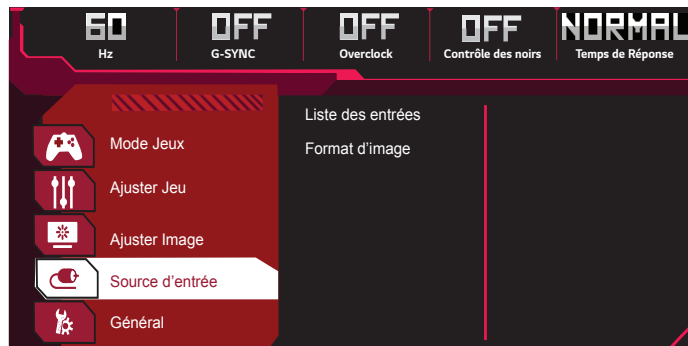 60 OFF OFF OFF NORMAL
Hz G-SYNC Overclock Contrôle des noirs Temps de Réponse
Liste des entrées
Mode Jeux
Format d'image
Ajuster Jeu
Ajuster Image
Source d'entrée
Général